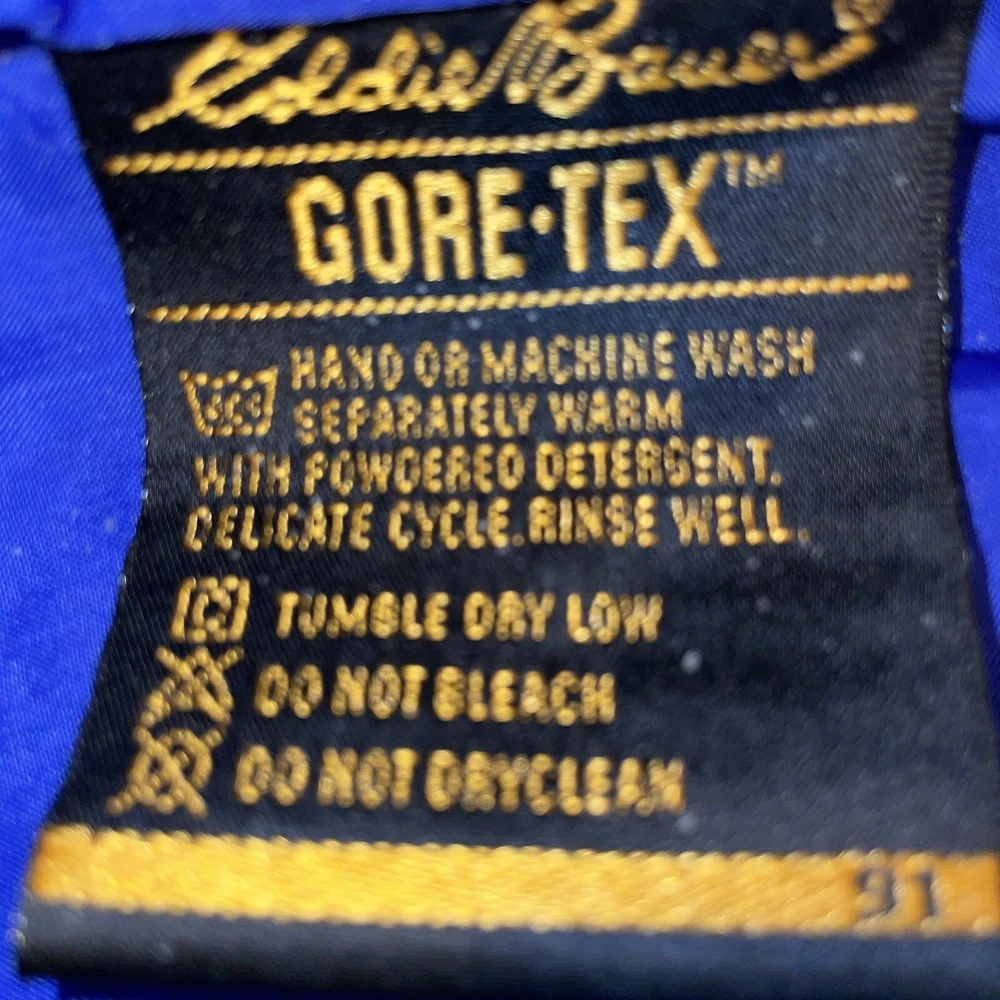 Eddie Bauer®
GORE-TEX™
HAND OR MACHINE WASH
SEPARATELY WARM
WITH POWDERED DETERGENT.
DELICATE CYCLE.RINSE WELL.
TUMBLE DRY LOW
DO NOT BLEACH
DO NOT DRYCLEAN
91